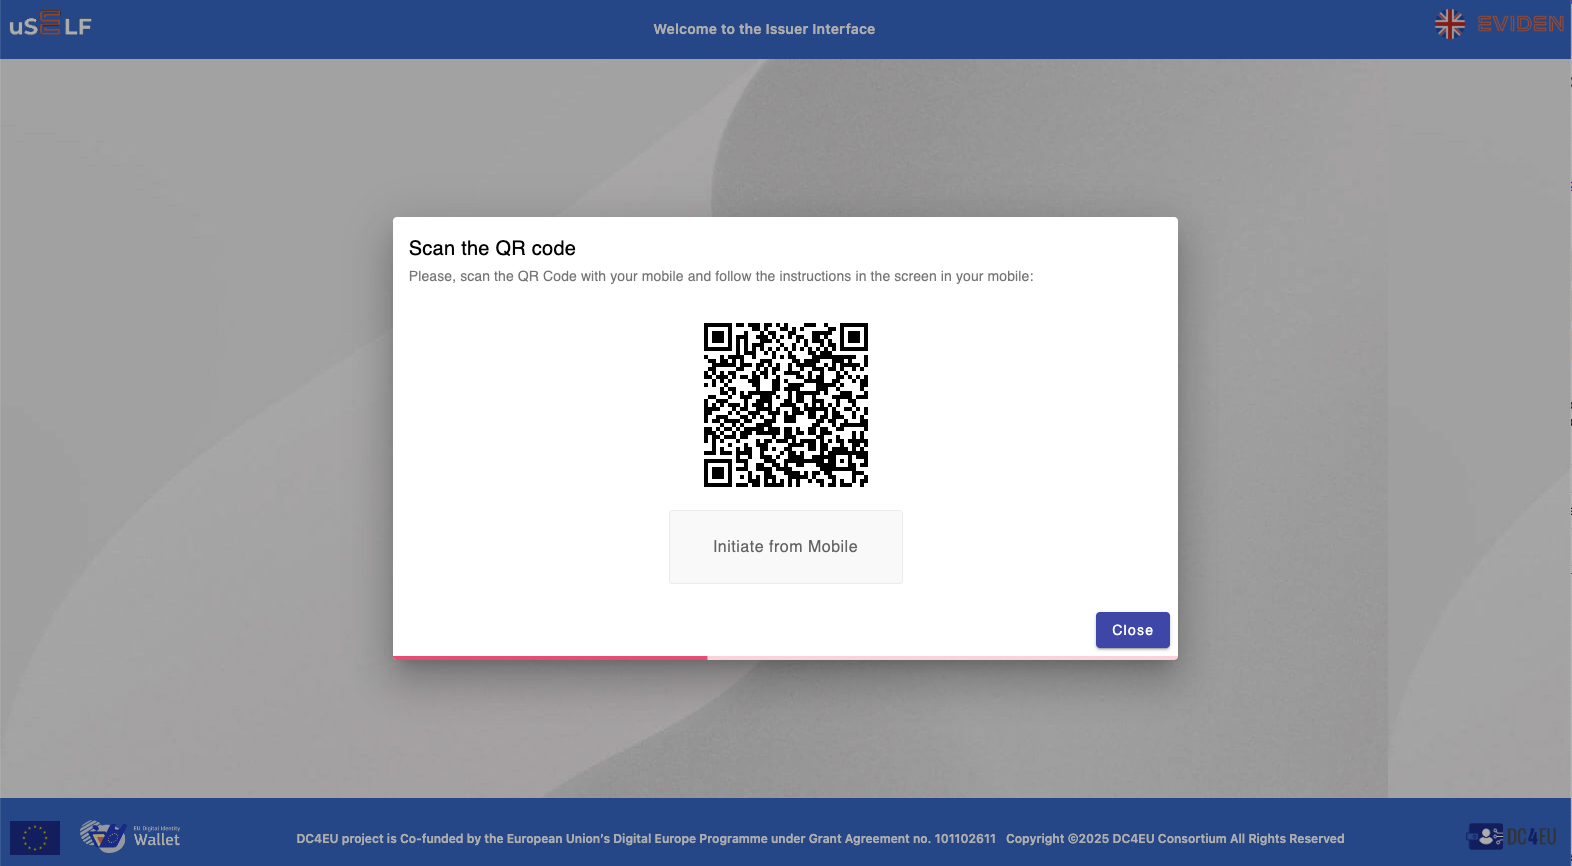 uSELF
Welcome to the Issuer Interface
EVIDEN
Scan the QR code
Please, scan the QR Code with your mobile and follow the instructions in the screen in your mobile:
Initiate from Mobile
Close
EU Digital Identity
Wallet
DC4EU project is Co-funded by the European Union's Digital Europe Programme under Grant Agreement no. 101102611 Copyright ©2025 DC4EU Consortium All Rights Reserved
DC4EU